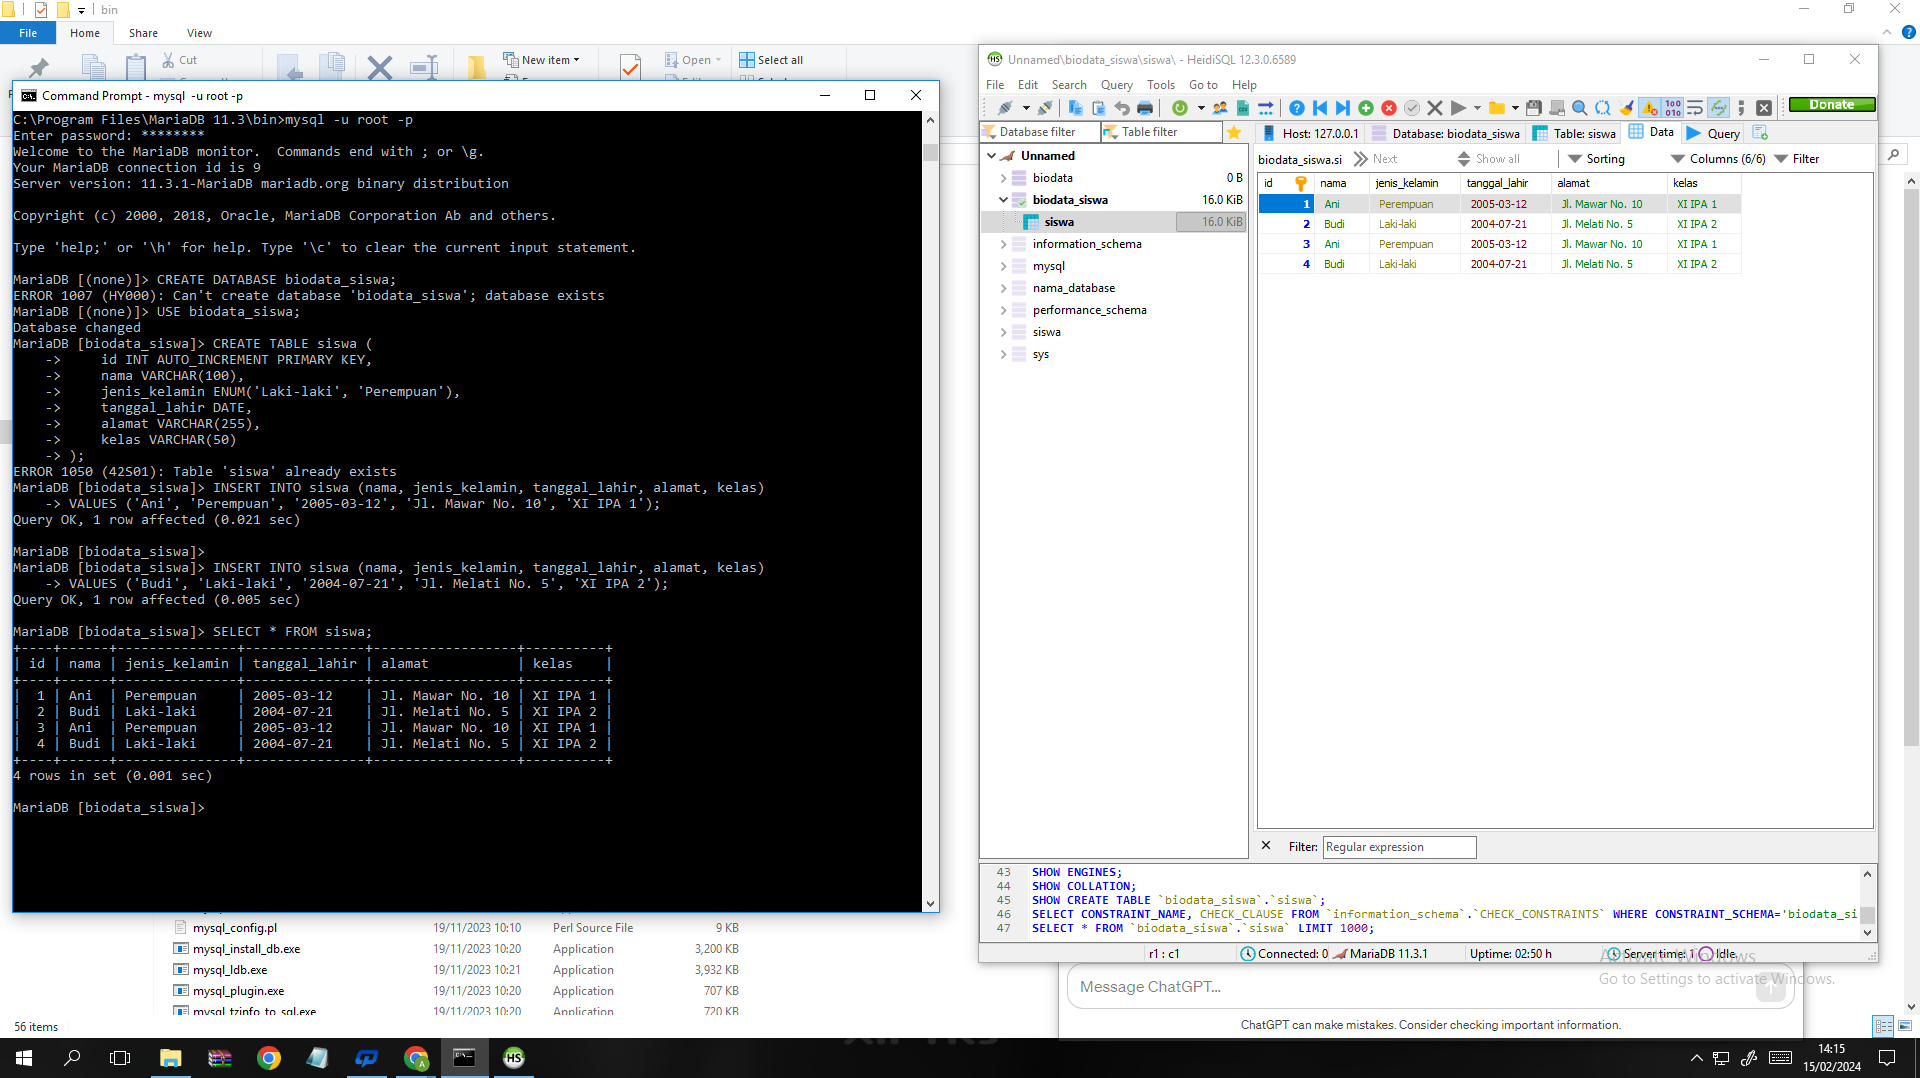 bin
File Home Share View
Cut
New item
Open
Select all
Command Prompt - mysql -u root -p
C:\Program Files\MariaDB 11.3\bin>mysql -u root -p
Enter password: ********
Welcome to the MariaDB monitor.  Commands end with ; or \g.
Your MariaDB connection id is 9
Server version: 11.3.1-MariaDB mariadb.org binary distribution
Copyright (c) 2000, 2018, Oracle, MariaDB Corporation Ab and others.
Type 'help;' or '\h' for help. Type '\c' to clear the current input statement.
MariaDB [(none)]> CREATE DATABASE biodata_siswa;
ERROR 1007 (HY000): Can't create database 'biodata_siswa'; database exists
MariaDB [(none)]> USE biodata_siswa;
Database changed
MariaDB [biodata_siswa]> CREATE TABLE siswa (
    ->     id INT AUTO_INCREMENT PRIMARY KEY,
    ->     nama VARCHAR(100),
    ->     jenis_kelamin ENUM('Laki-laki', 'Perempuan'),
    ->     tanggal_lahir DATE,
    ->     alamat VARCHAR(255),
    ->     kelas VARCHAR(50)
    -> );
ERROR 1050 (42S01): Table 'siswa' already exists
MariaDB [biodata_siswa]> INSERT INTO siswa (nama, jenis_kelamin, tanggal_lahir, alamat, kelas)
    -> VALUES ('Ani', 'Perempuan', '2005-03-12', 'Jl. Mawar No. 10', 'XI IPA 1');
Query OK, 1 row affected (0.021 sec)
MariaDB [biodata_siswa]>
MariaDB [biodata_siswa]> INSERT INTO siswa (nama, jenis_kelamin, tanggal_lahir, alamat, kelas)
    -> VALUES ('Budi', 'Laki-laki', '2004-07-21', 'Jl. Melati No. 5', 'XI IPA 2');
Query OK, 1 row affected (0.005 sec)
MariaDB [biodata_siswa]> SELECT * FROM siswa;
+----+------+---------------+---------------+------------------+----------+
| id | nama | jenis_kelamin | tanggal_lahir | alamat           | kelas    |
+----+------+---------------+---------------+------------------+----------+
|  1 | Ani  | Perempuan     | 2005-03-12    | Jl. Mawar No. 10 | XI IPA 1 |
|  2 | Budi | Laki-laki     | 2004-07-21    | Jl. Melati No. 5 | XI IPA 2 |
|  3 | Ani  | Perempuan     | 2005-03-12    | Jl. Mawar No. 10 | XI IPA 1 |
|  4 | Budi | Laki-laki     | 2004-07-21    | Jl. Melati No. 5 | XI IPA 2 |
+----+------+---------------+---------------+------------------+----------+
4 rows in set (0.001 sec)
MariaDB [biodata_siswa]>
mysql_config.pl 19/11/2023 10:10 Perl Source File 9 KB
mysql_install_db.exe 19/11/2023 10:20 Application 3,200 KB
mysql_ldb.exe 19/11/2023 10:21 Application 3,932 KB
mysql_plugin.exe 19/11/2023 10:20 Application 707 KB
mysql_tzinfo_to_sql.exe 19/11/2023 10:20 Application 720 KB
56 items
Unnamed\biodata_siswa\siswa\ - HeidiSQL 12.3.0.6589
File Edit Search Query Tools Go to Help
Donate
Database filter Table filter
Host: 127.0.0.1 Database: biodata_siswa Table: siswa Data Query
Unnamed
biodata 0 B
biodata_siswa 16.0 KiB
siswa 16.0 KiB
information_schema
mysql
nama_database
performance_schema
siswa
sys
biodata_siswa.si Next Show all Sorting Columns (6/6) Filter
id nama jenis_kelamin tanggal_lahir alamat kelas
1 Ani Perempuan 2005-03-12 Jl. Mawar No. 10 XI IPA 1
2 Budi Laki-laki 2004-07-21 Jl. Melati No. 5 XI IPA 2
3 Ani Perempuan 2005-03-12 Jl. Mawar No. 10 XI IPA 1
4 Budi Laki-laki 2004-07-21 Jl. Melati No. 5 XI IPA 2
Filter: Regular expression
43 SHOW ENGINES;
44 SHOW COLLATION;
45 SHOW CREATE TABLE `biodata_siswa`.`siswa`;
46 SELECT CONSTRAINT_NAME, CHECK_CLAUSE FROM `information_schema`.`CHECK_CONSTRAINTS` WHERE CONSTRAINT_SCHEMA='biodata_si
47 SELECT * FROM `biodata_siswa`.`siswa` LIMIT 1000;
r1 : c1 Connected: 0 MariaDB 11.3.1 Uptime: 02:50 h Server time: 1 Idle.
Activate Windows
Go to Settings to activate Windows.
Message ChatGPT...
ChatGPT can make mistakes. Consider checking important information.
14:15
15/02/2024